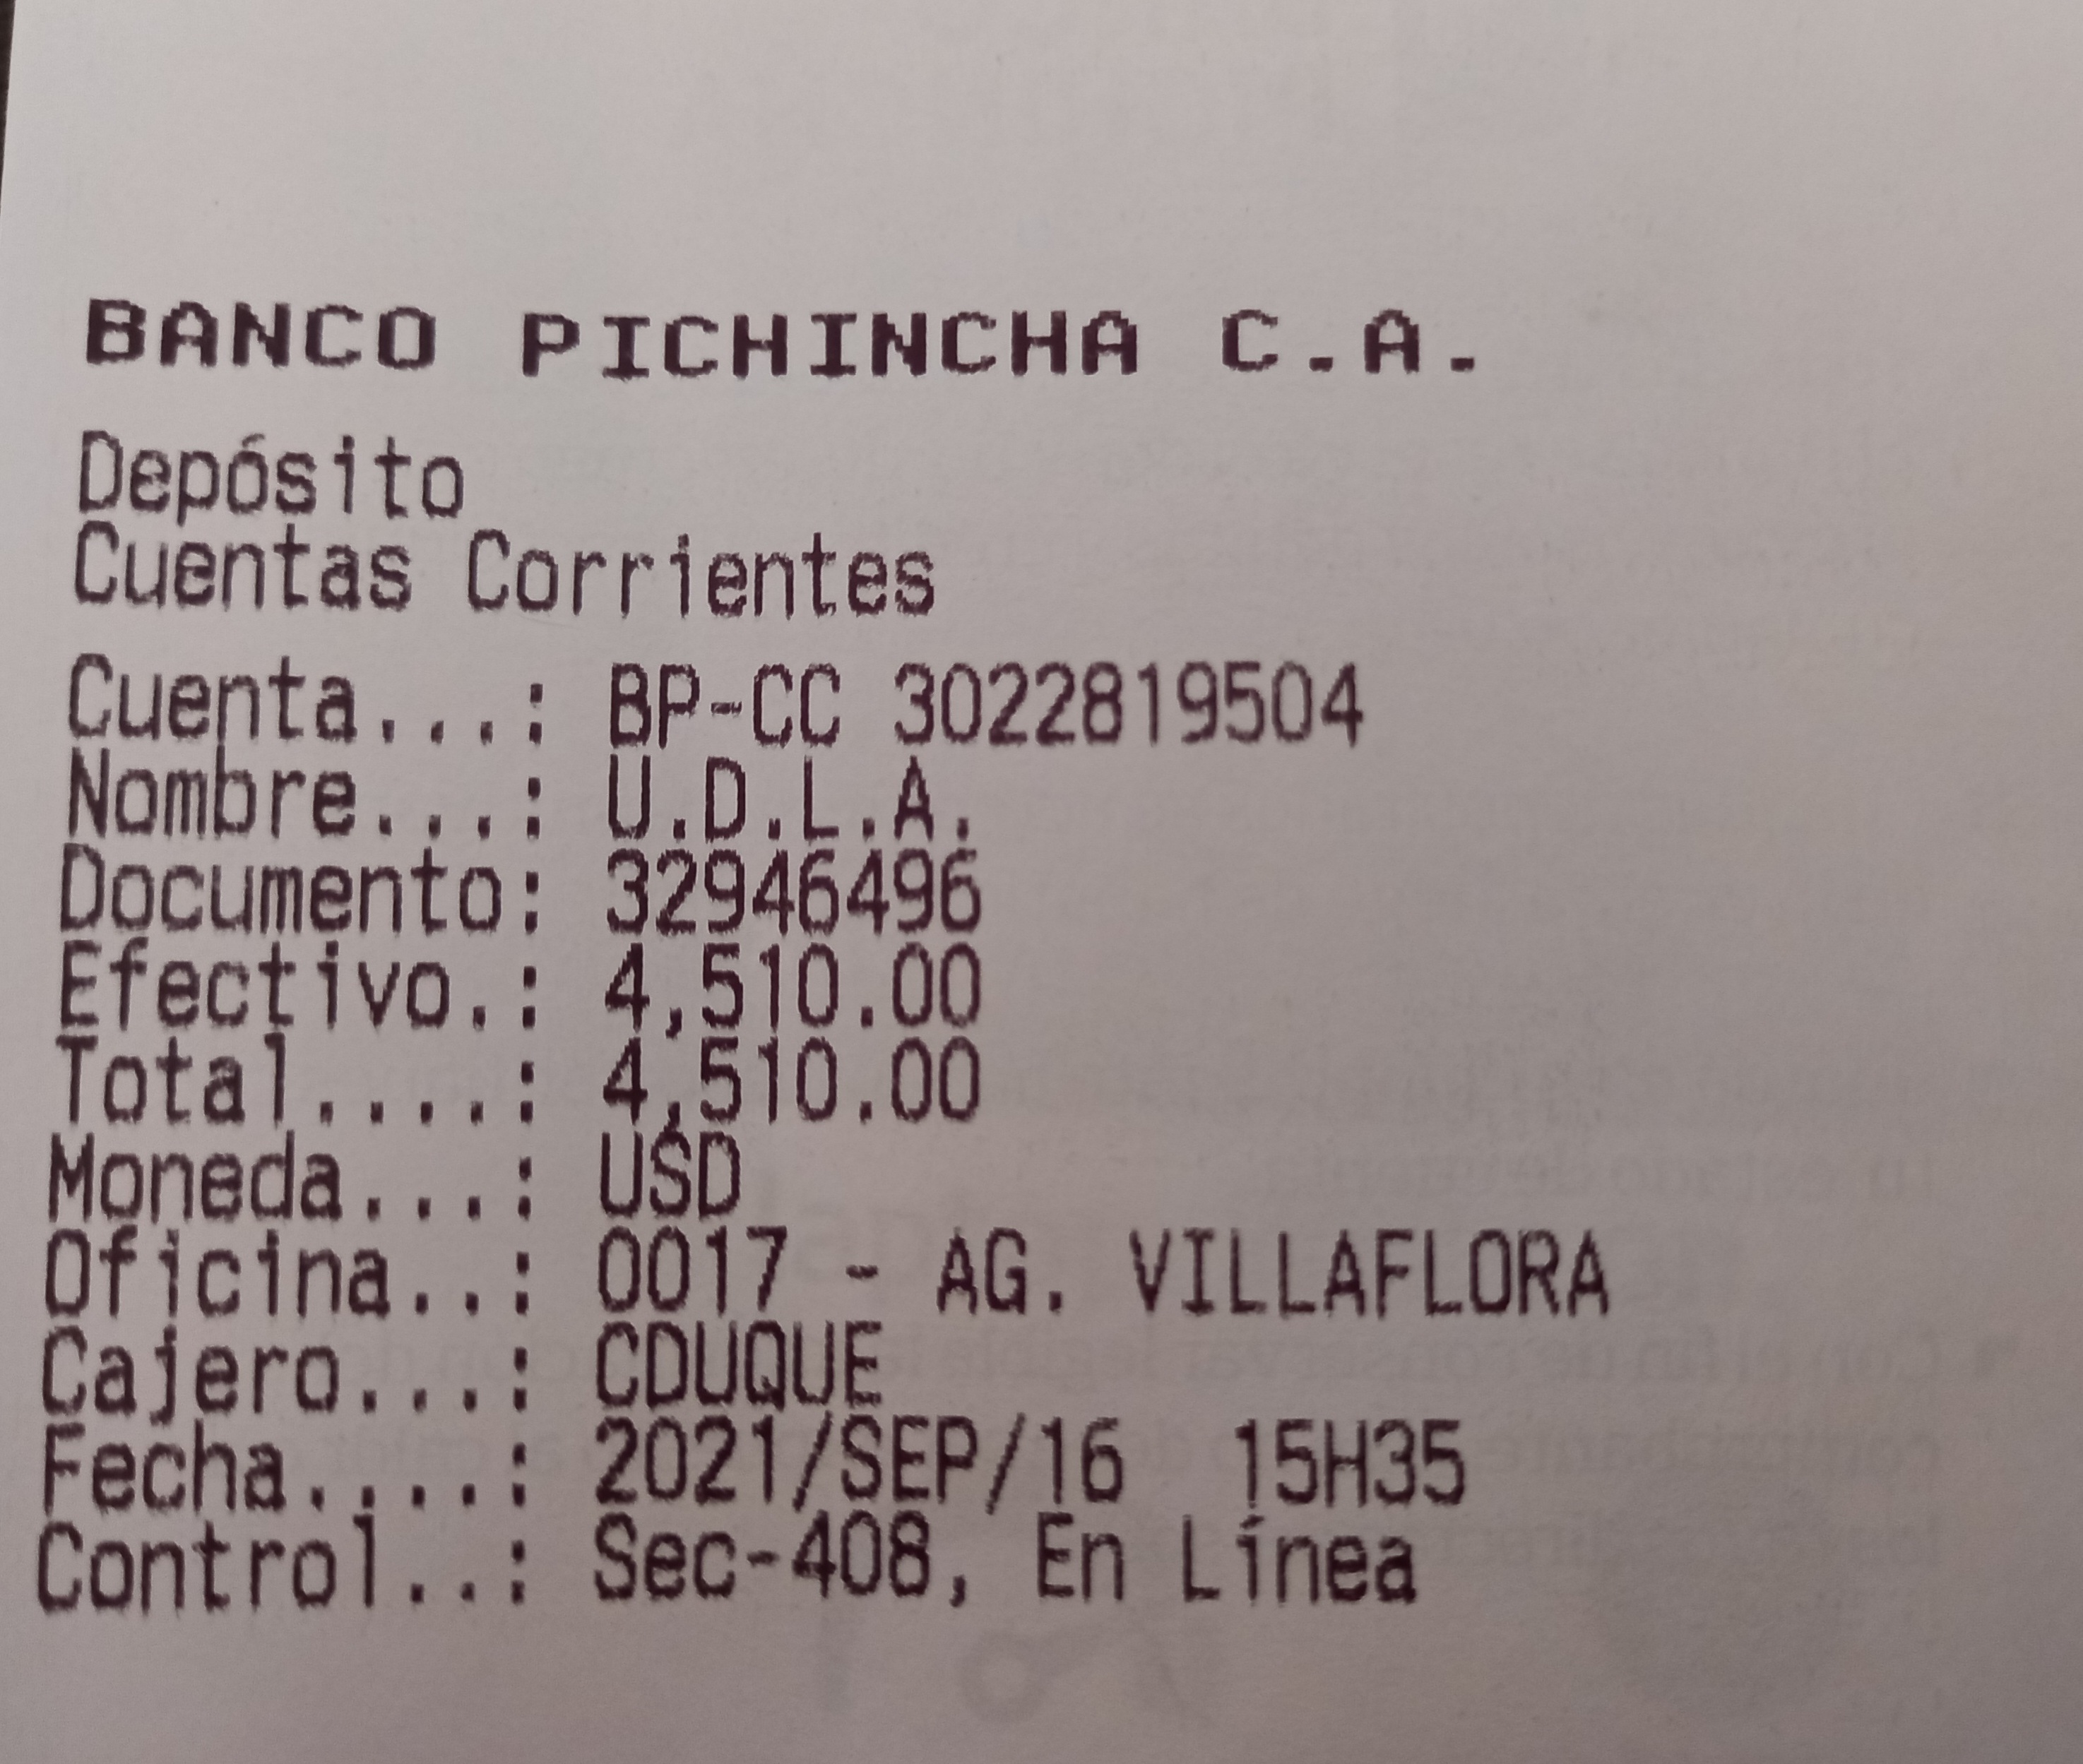 BANCO PICHINCHA C.A.
Depósito
Cuentas Corrientes
Cuenta...: BP-CC 3022819504
Nombre...: U.D.L.A.
Documento: 32946496
Efectivo.: 4,510.00
Total....: 4,510.00
Moneda...: USD
Oficina..: 0017 - AG. VILLAFLORA
Cajero...: CDUQUE
Fecha....: 2021/SEP/16  15H35
Control..: Sec-408, En Línea